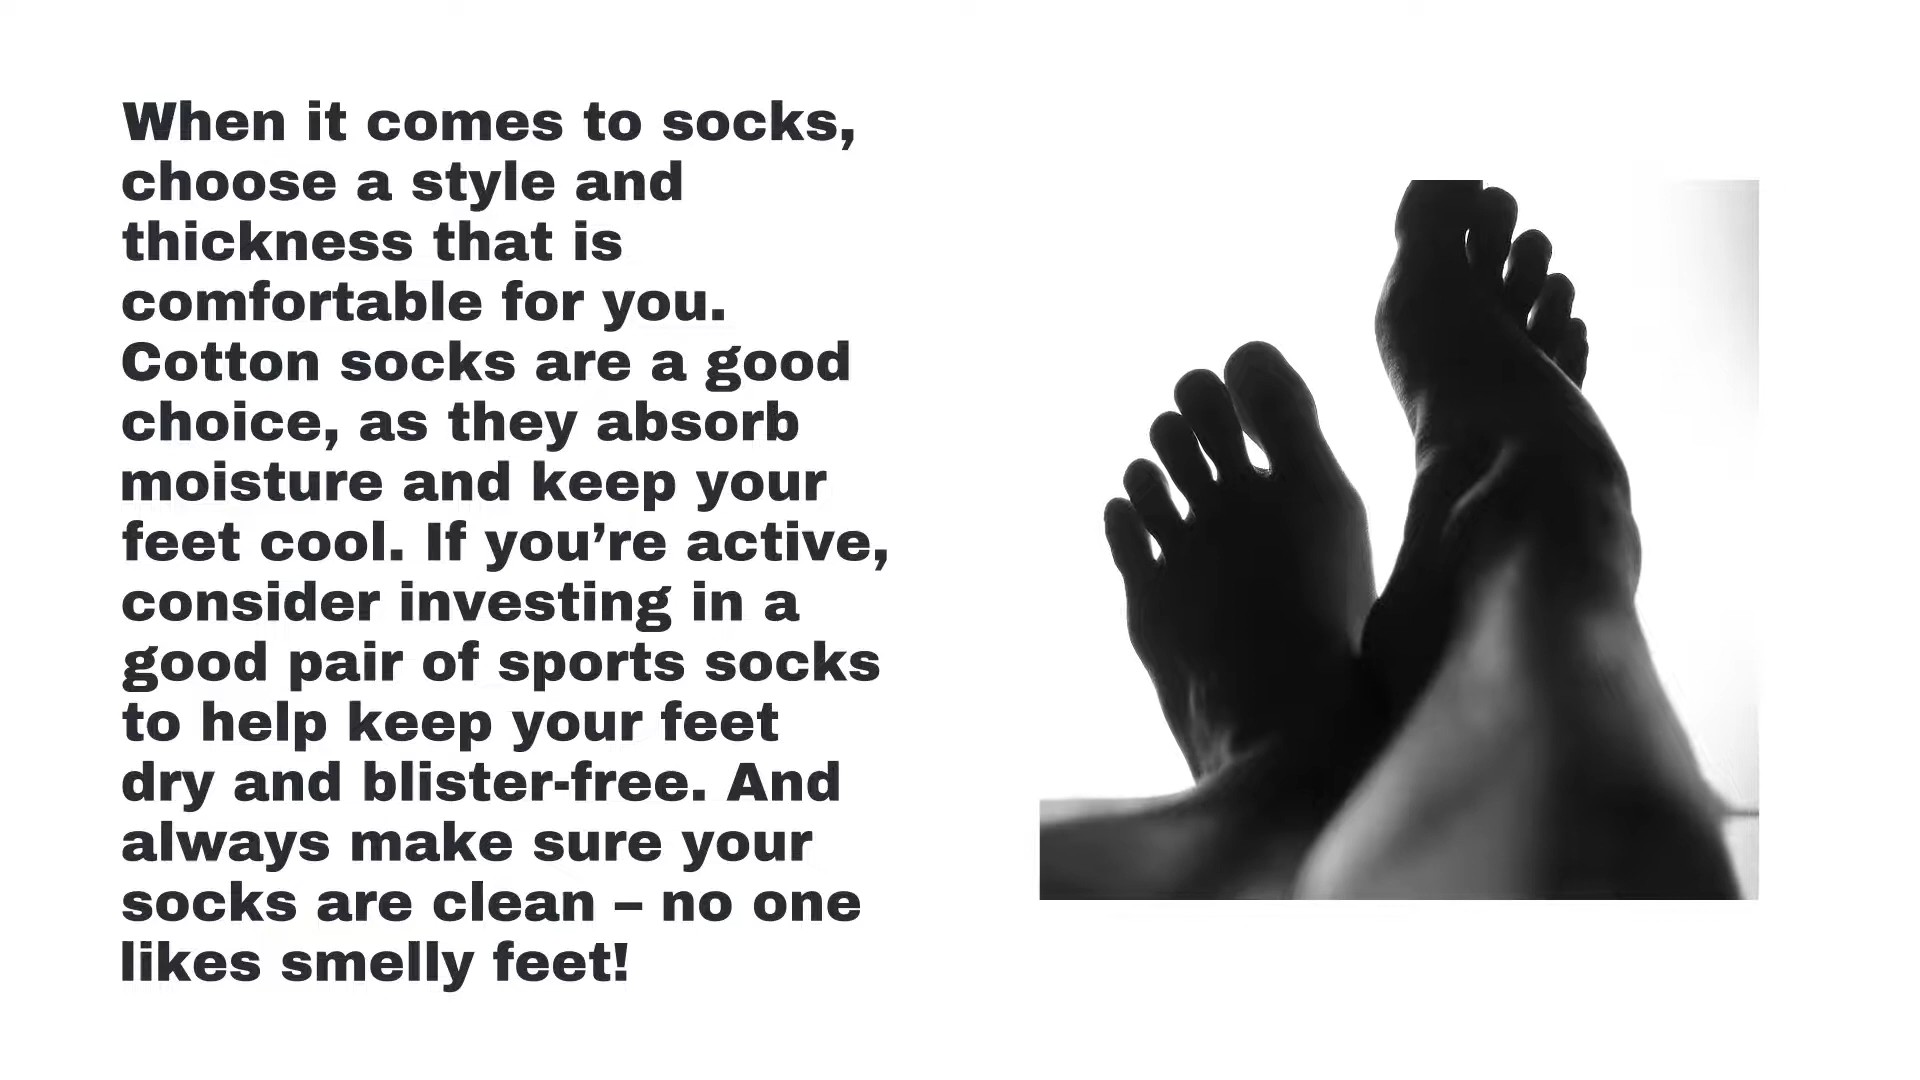 When it comes to socks,
choose a style and
thickness that is
comfortable for you.
Cotton socks are a good
choice, as they absorb
moisture and keep your
feet cool. If you’re active,
consider investing in a
good pair of sports socks
to help keep your feet
dry and blister-free. And
always make sure your
socks are clean – no one
likes smelly feet!